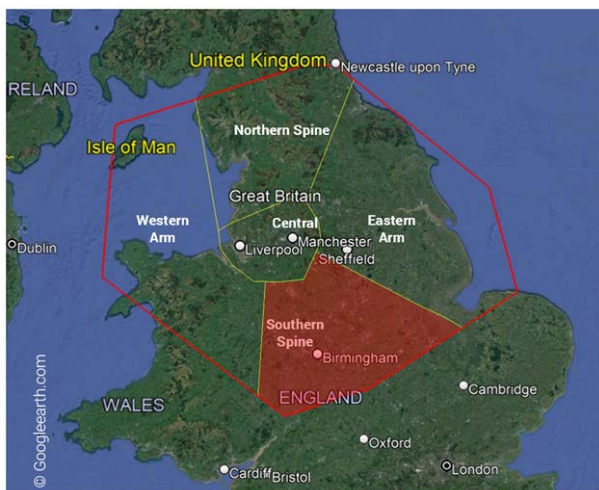 United Kingdom
Newcastle upon Tyne
RELAND
Northern Spine
Isle of Man
Great Britain
Western
Arm
Central
Eastern
Arm
Dublin
Liverpool
Manchester
Sheffield
Southern
Spine
Birmingham
ENGLAND
WALES
Cambridge
Oxford
Cardiff
Bristol
London
© Googleearth.com